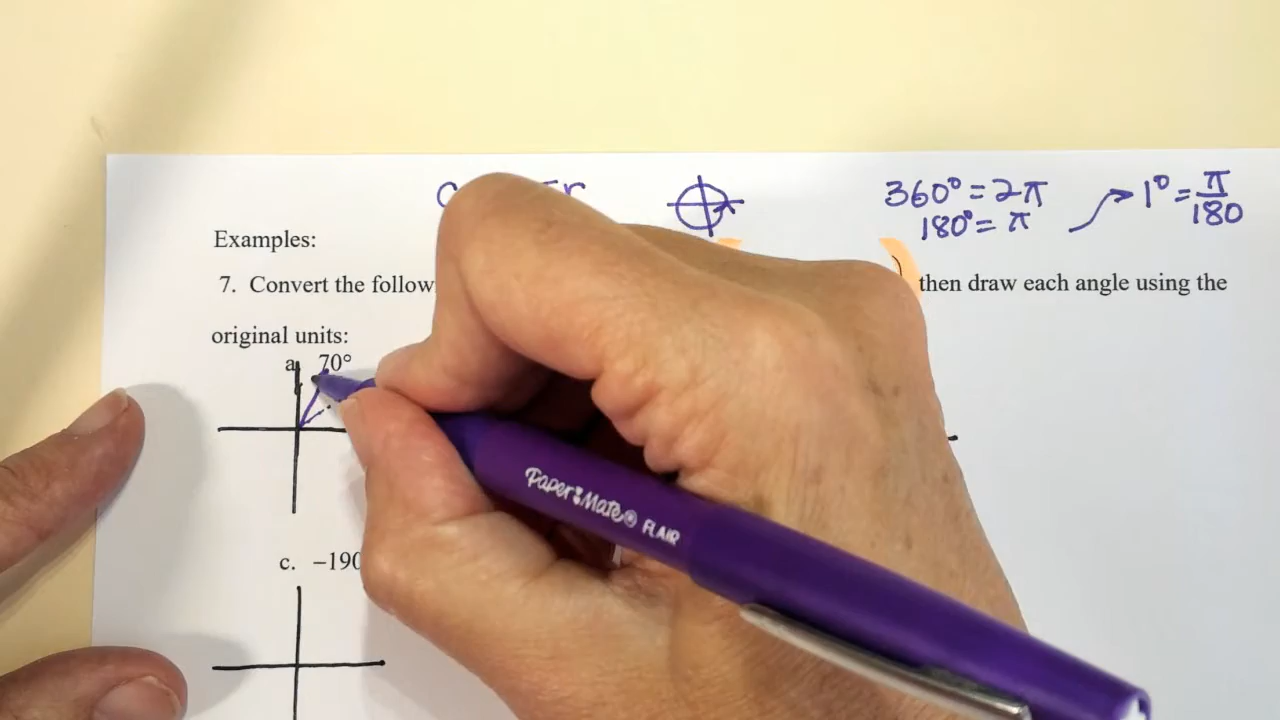 360° = 2π
180° = π
1° = π/180
Examples:
7. Convert the follow then draw each angle using the
original units:
a. 70°
c. −190
Paper Mate® FLAIR